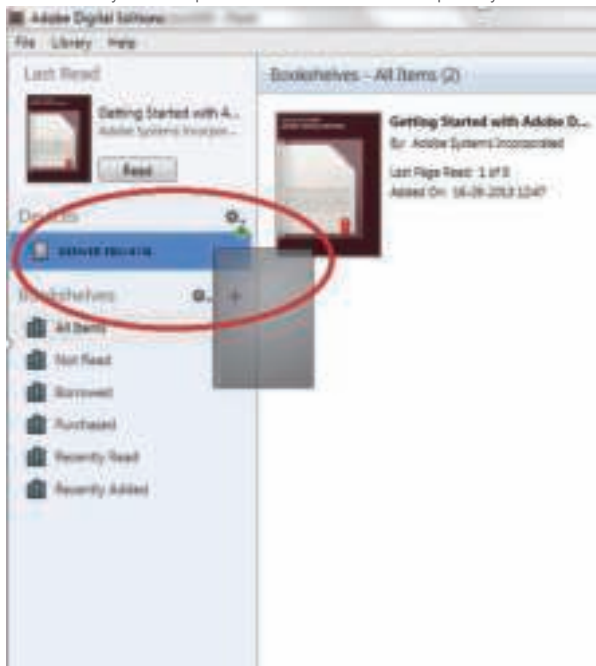 Adobe Digital Editions
File Library Help
Last Read
Getting Started with A...
Adobe Systems Incorpor...
Read
Devices
Bookshelves
All Items
Not Read
Borrowed
Purchased
Recently Read
Recently Added
Bookshelves - All Items (2)
Getting Started with Adobe D...
By: Adobe Systems Incorporated
Last Page Read: 1 of
Added On: